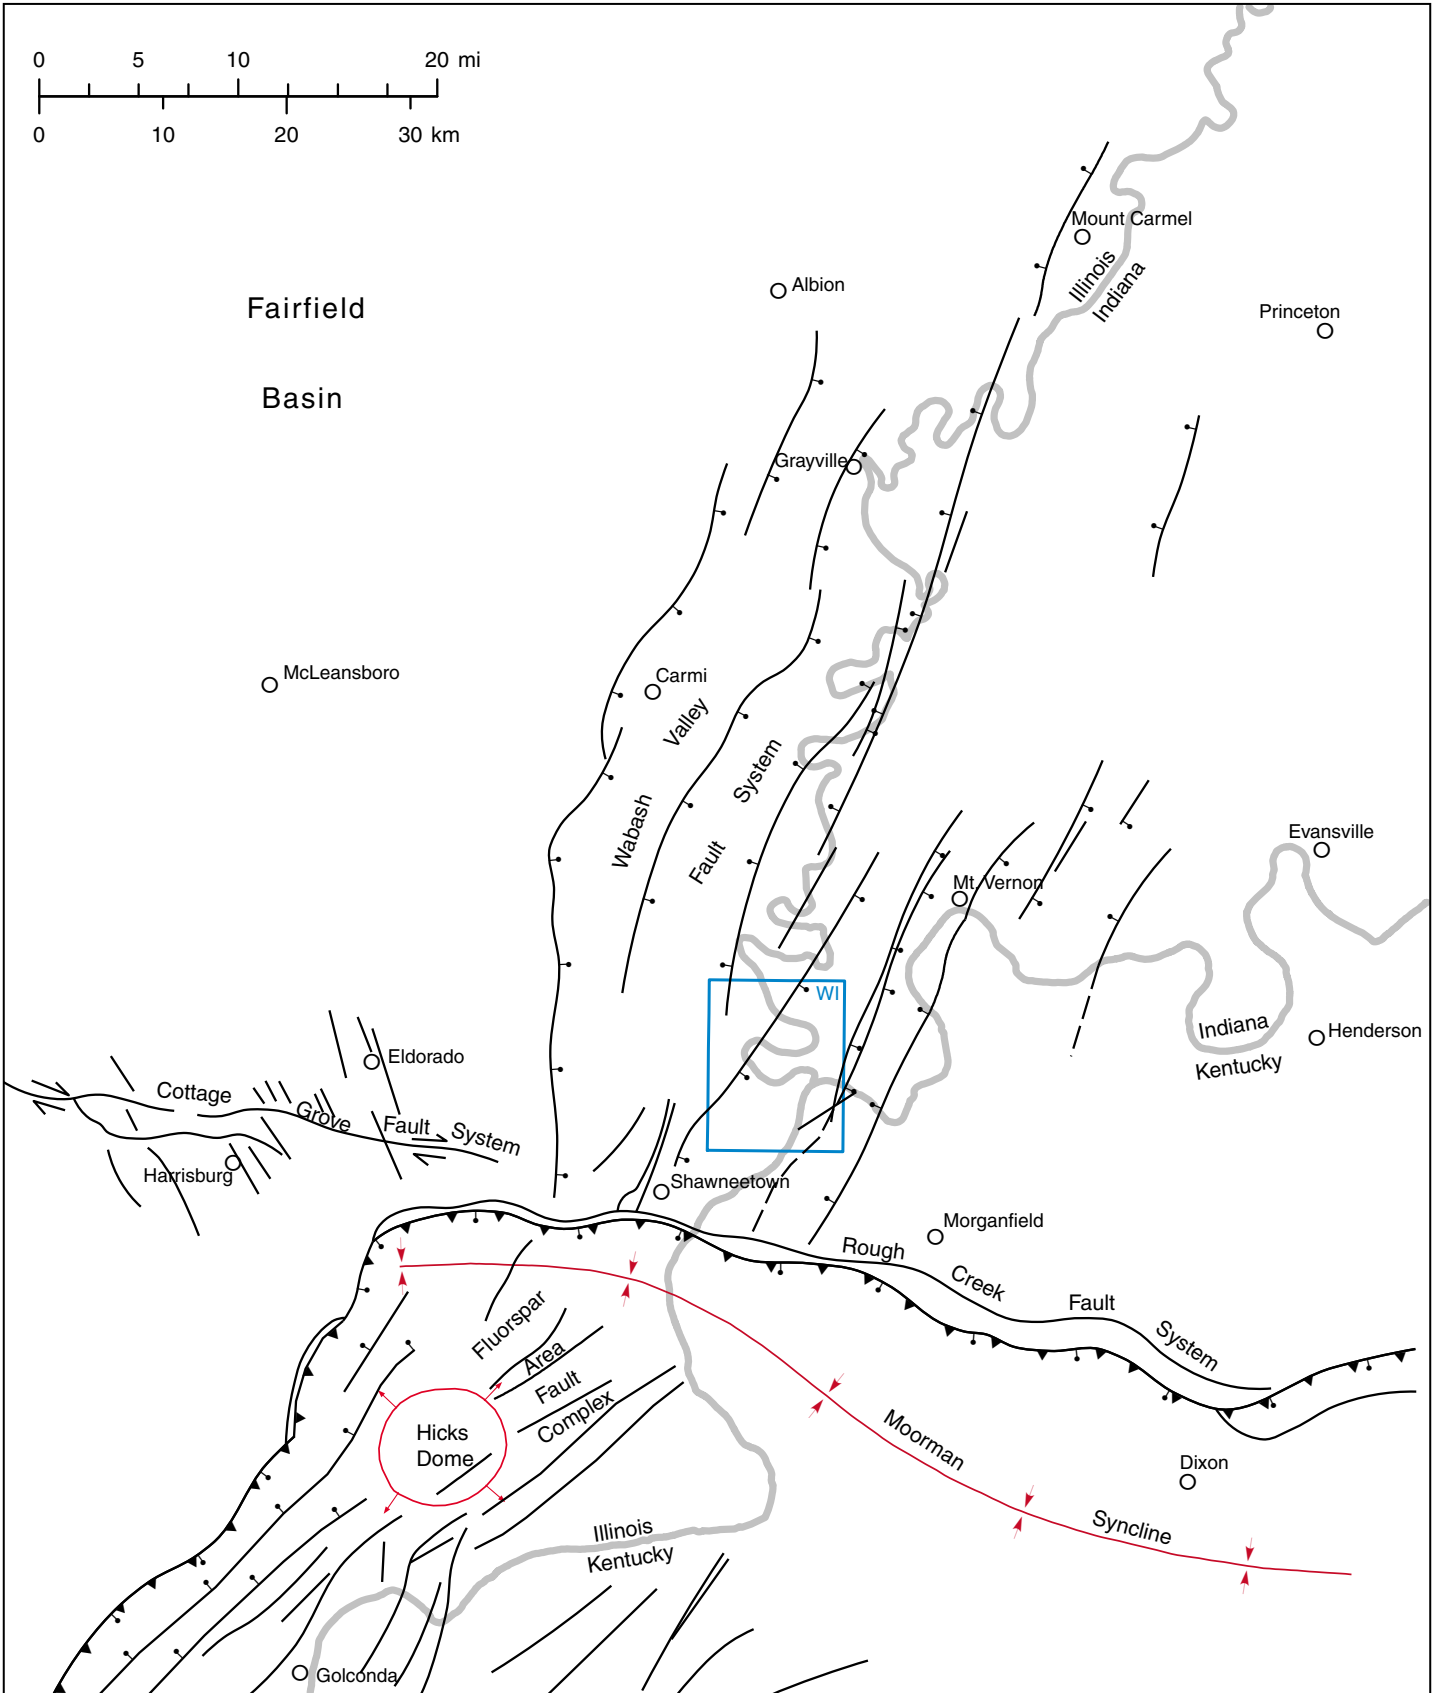 0 5 10 20 mi
0 10 20 30 km
Mount Carmel
Illinois
Indiana
Albion
Princeton
Fairfield
Basin
Grayville
McLeansboro
Carmi
Valley
System
Wabash
Fault
Evansville
Mt. Vernon
WI
Indiana
Kentucky
Henderson
Eldorado
Cottage
Grove
Fault
System
Harrisburg
Shawneetown
Morganfield
Rough
Creek
Fault
System
Fluorspar
Area
Fault
Complex
Hicks
Dome
Moorman
Syncline
Dixon
Illinois
Kentucky
Golconda